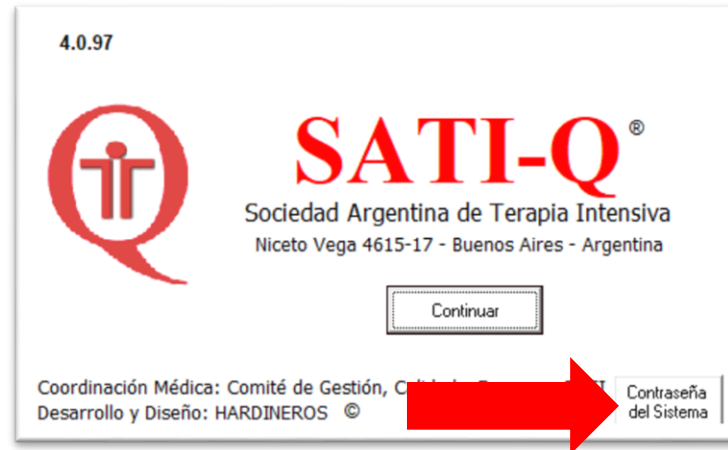 4.0.97
SATI-Q®
Sociedad Argentina de Terapia Intensiva
Niceto Vega 4615-17 - Buenos Aires - Argentina
Continuar
Coordinación Médica: Comité de Gestión,
Desarrollo y Diseño: HARDINEROS ©
Contraseña
del Sistema